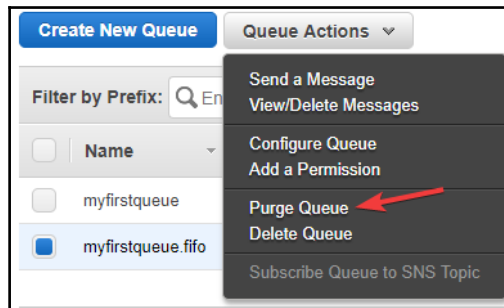 Create New Queue
Queue Actions
Send a Message
View/Delete Messages
Filter by Prefix: En
Configure Queue
Name
Add a Permission
myfirstqueue
Purge Queue
Delete Queue
myfirstqueue.fifo
Subscribe Queue to SNS Topic